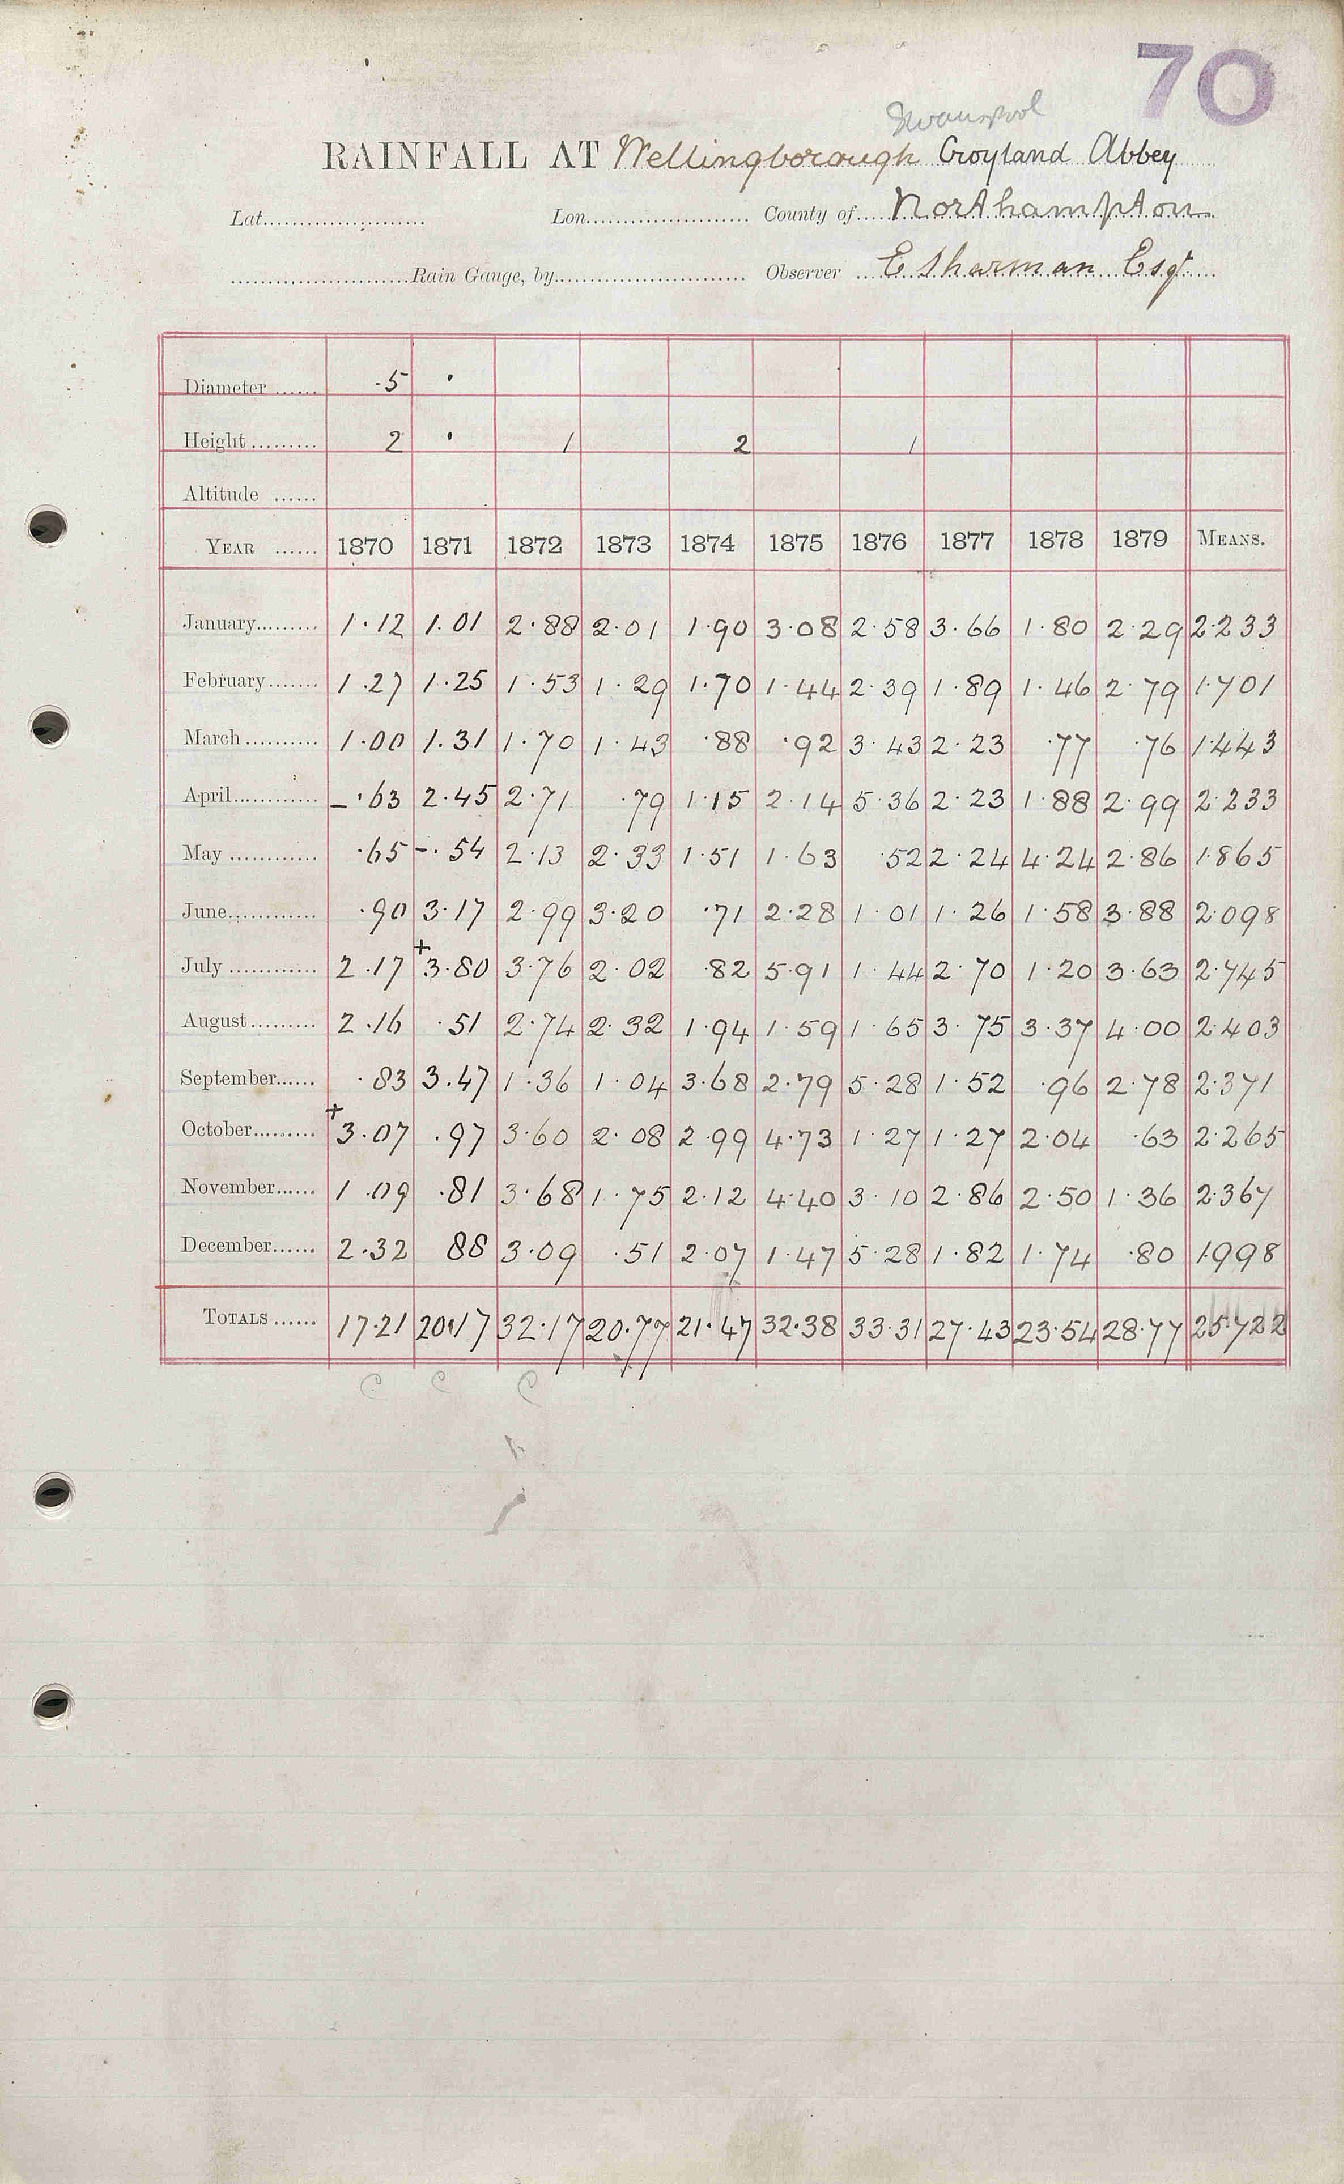 70
Swanspool
RAINFALL AT Wellingborough Croyland Abbey
Lat. Lon. County of Northampton
Rain Gauge, by Observer E Sharman Esqr
Diameter ·5 ·
Height 2 · 1 2 1
Altitude
YEAR 1870 1871 1872 1873 1874 1875 1876 1877 1878 1879 MEANS.
January 1·12 1·01 2·88 2·01 1·90 3·08 2·58 3·66 1·80 2·29 2·233
February 1·27 1·25 1·53 1·29 1·70 1·44 2·39 1·89 1·46 2·79 1·701
March 1·00 1·31 1·70 1·43 ·88 ·92 3·43 2·23 ·77 ·76 1·443
April –·63 2·45 2·71 ·79 1·15 2·14 5·36 2·23 1·88 2·99 2·233
May ·65 –·54 2·13 2·33 1·51 1·63 ·52 2·24 4·24 2·86 1·865
June ·90 3·17 2·99 3·20 ·71 2·28 1·01 1·26 1·58 3·88 2·098
July 2·17 +3·80 3·76 2·02 ·82 5·91 1·44 2·70 1·20 3·63 2·745
August 2·16 ·51 2·74 2·32 1·94 1·59 1·65 3·75 3·37 4·00 2·403
September ·83 3·47 1·36 1·04 3·68 2·79 5·28 1·52 ·96 2·78 2·371
October +3·07 ·97 3·60 2·08 2·99 4·73 1·27 1·27 2·04 ·63 2·265
November 1·09 ·81 3·68 1·75 2·12 4·40 3·10 2·86 2·50 1·36 2·367
December 2·32 88 3·09 ·51 2·07 1·47 5·28 1·82 1·74 ·80 1·998
TOTALS 17·21 20·17 32·17 20·77 21·47 32·38 33·31 27·43 23·54 28·77 25·722
C C C